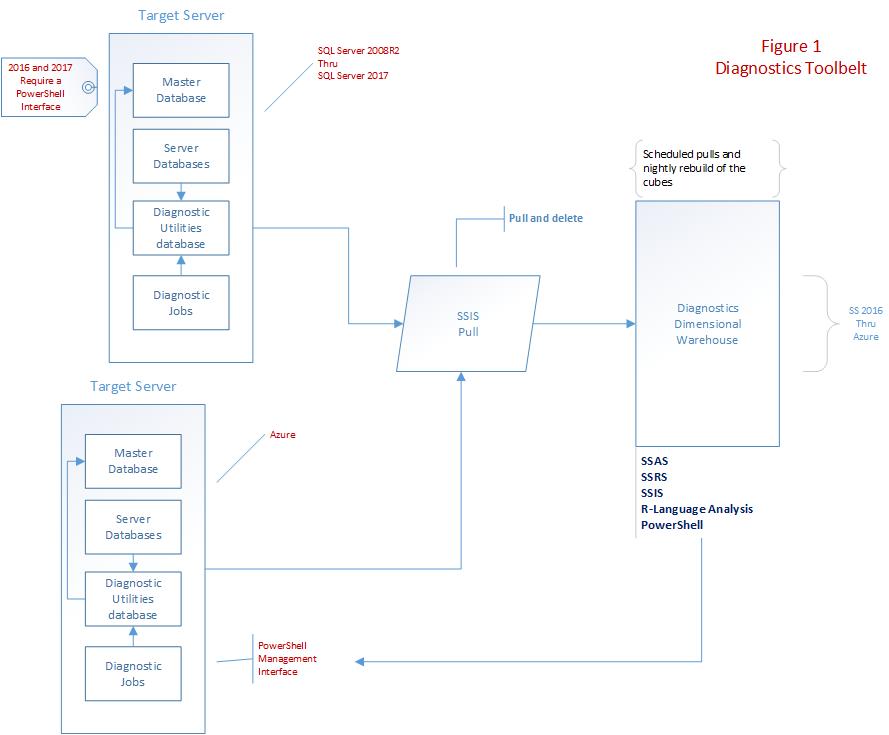 Target Server
2016 and 2017
Require a
PowerShell
Interface
Master
Database
Server
Databases
Diagnostic
Utilities
database
Diagnostic
Jobs
SQL Server 2008R2
Thru
SQL Server 2017
Figure 1
Diagnostics Toolbelt
Scheduled pulls and
nightly rebuild of the
cubes
Pull and delete
SSIS
Pull
Diagnostics
Dimensional
Warehouse
SS 2016
Thru
Azure
Target Server
Master
Database
Server
Databases
Diagnostic
Utilities
database
Diagnostic
Jobs
Azure
SSAS
SSRS
SSIS
R-Language Analysis
PowerShell
PowerShell
Management
Interface